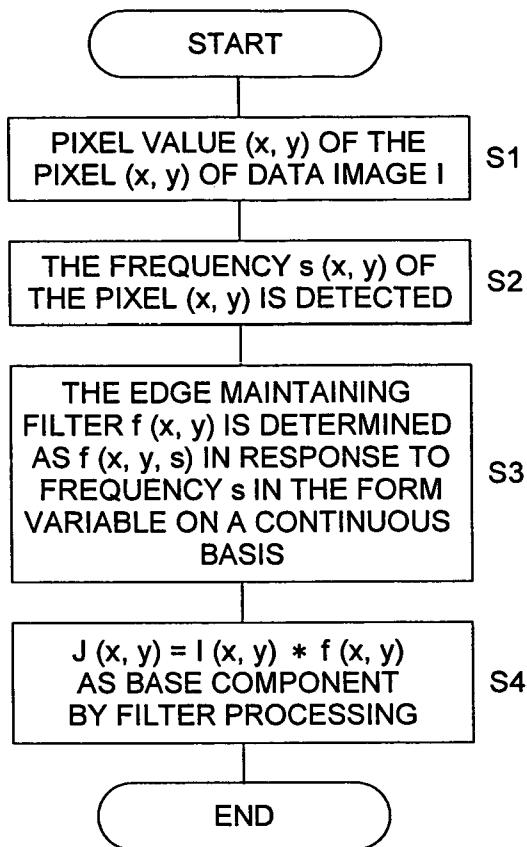 START
PIXEL VALUE (x, y) OF THE
PIXEL (x, y) OF DATA IMAGE I
S1
THE FREQUENCY s (x, y) OF
THE PIXEL (x, y) IS DETECTED
S2
THE EDGE MAINTAINING
FILTER f (x, y) IS DETERMINED
AS f (x, y, s) IN RESPONSE TO
FREQUENCY s IN THE FORM
VARIABLE ON A CONTINUOUS
BASIS
S3
J (x, y) = I (x, y) * f (x, y)
AS BASE COMPONENT
BY FILTER PROCESSING
S4
END